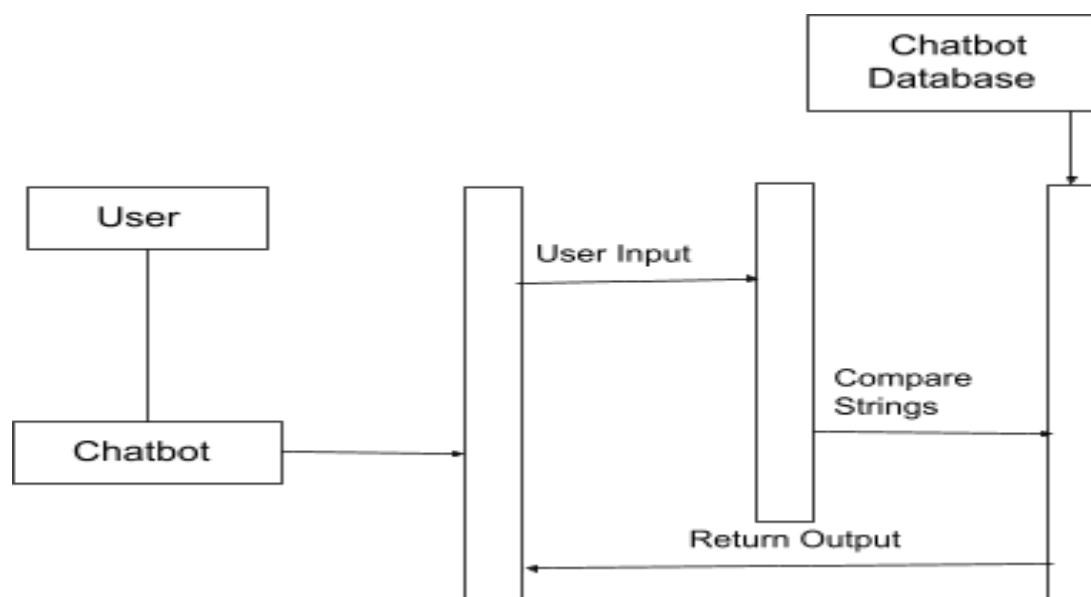 Chatbot
Database
User
User Input
Compare
Strings
Chatbot
Return Output